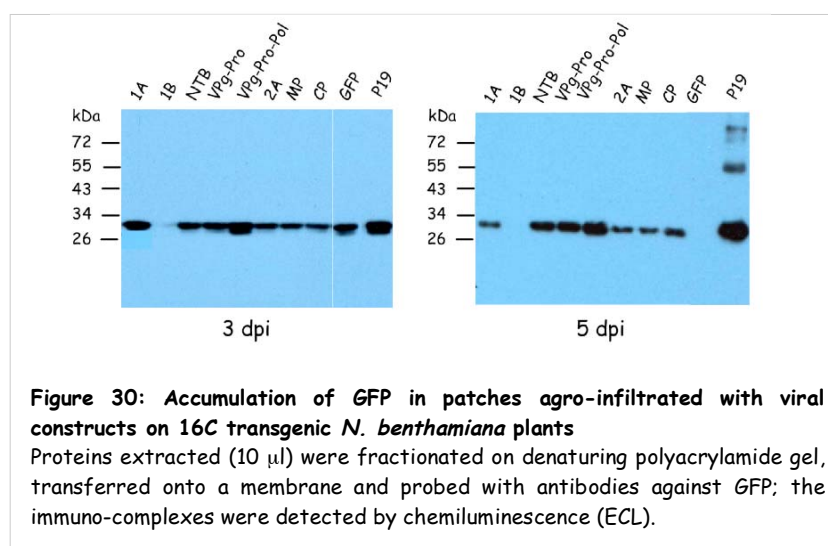 1A 1B NTB VPg-Pro VPg-Pro-Pol 2A MP CP GFP P19
kDa
72
55
43
34
26
3 dpi
1A 1B NTB VPg-Pro VPg-Pro-Pol 2A MP CP GFP P19
kDa
72
55
43
34
26
5 dpi
Figure 30: Accumulation of GFP in patches agro-infiltrated with viral
constructs on 16C transgenic N. benthamiana plants
Proteins extracted (10 μl) were fractionated on denaturing polyacrylamide gel,
transferred onto a membrane and probed with antibodies against GFP; the
immuno-complexes were detected by chemiluminescence (ECL).